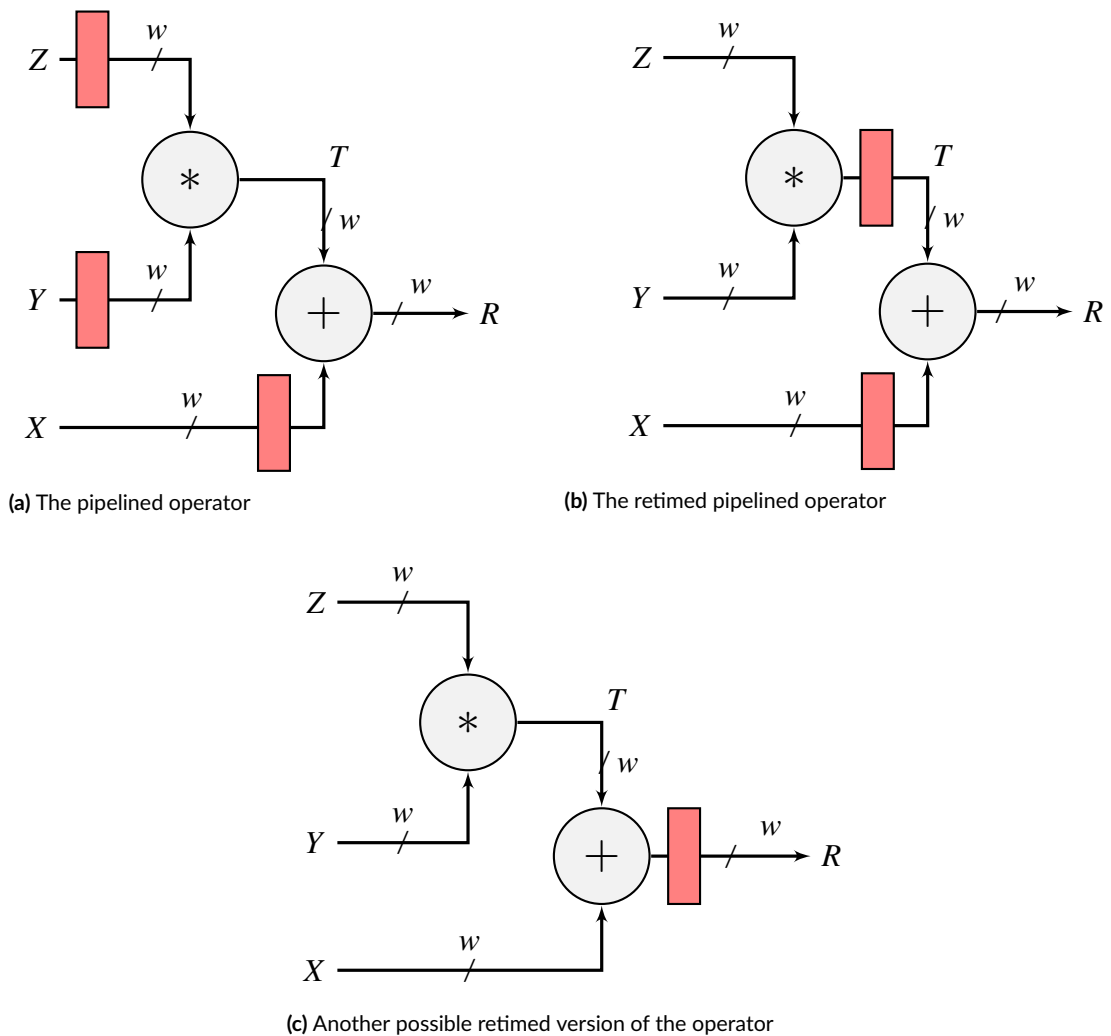 Z w
* T
w
Y w
+ w R
X w
(a) The pipelined operator
Z w
* T
w
Y w
+ w R
X w
(b) The retimed pipelined operator
Z w
* T
w
Y w
+ w R
X w
(c) Another possible retimed version of the operator